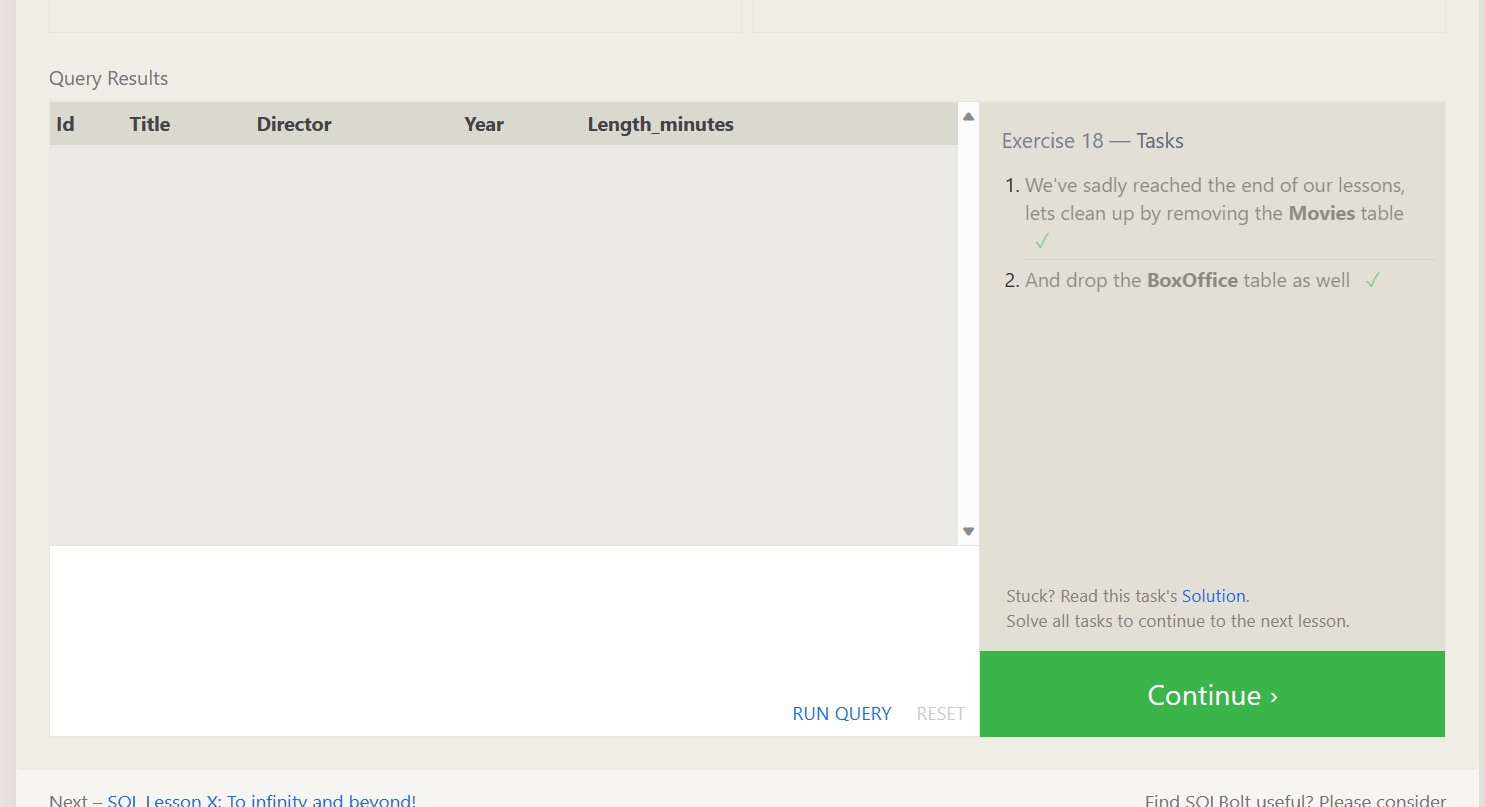 Query Results
Id Title Director Year Length_minutes
Exercise 18 — Tasks
1. We've sadly reached the end of our lessons,
lets clean up by removing the Movies table
✓
2. And drop the BoxOffice table as well ✓
Stuck? Read this task's Solution.
Solve all tasks to continue to the next lesson.
RUN QUERY RESET
Continue ›
Next – SQL Lesson X: To infinity and beyond!
Find SQLBolt useful? Please consider